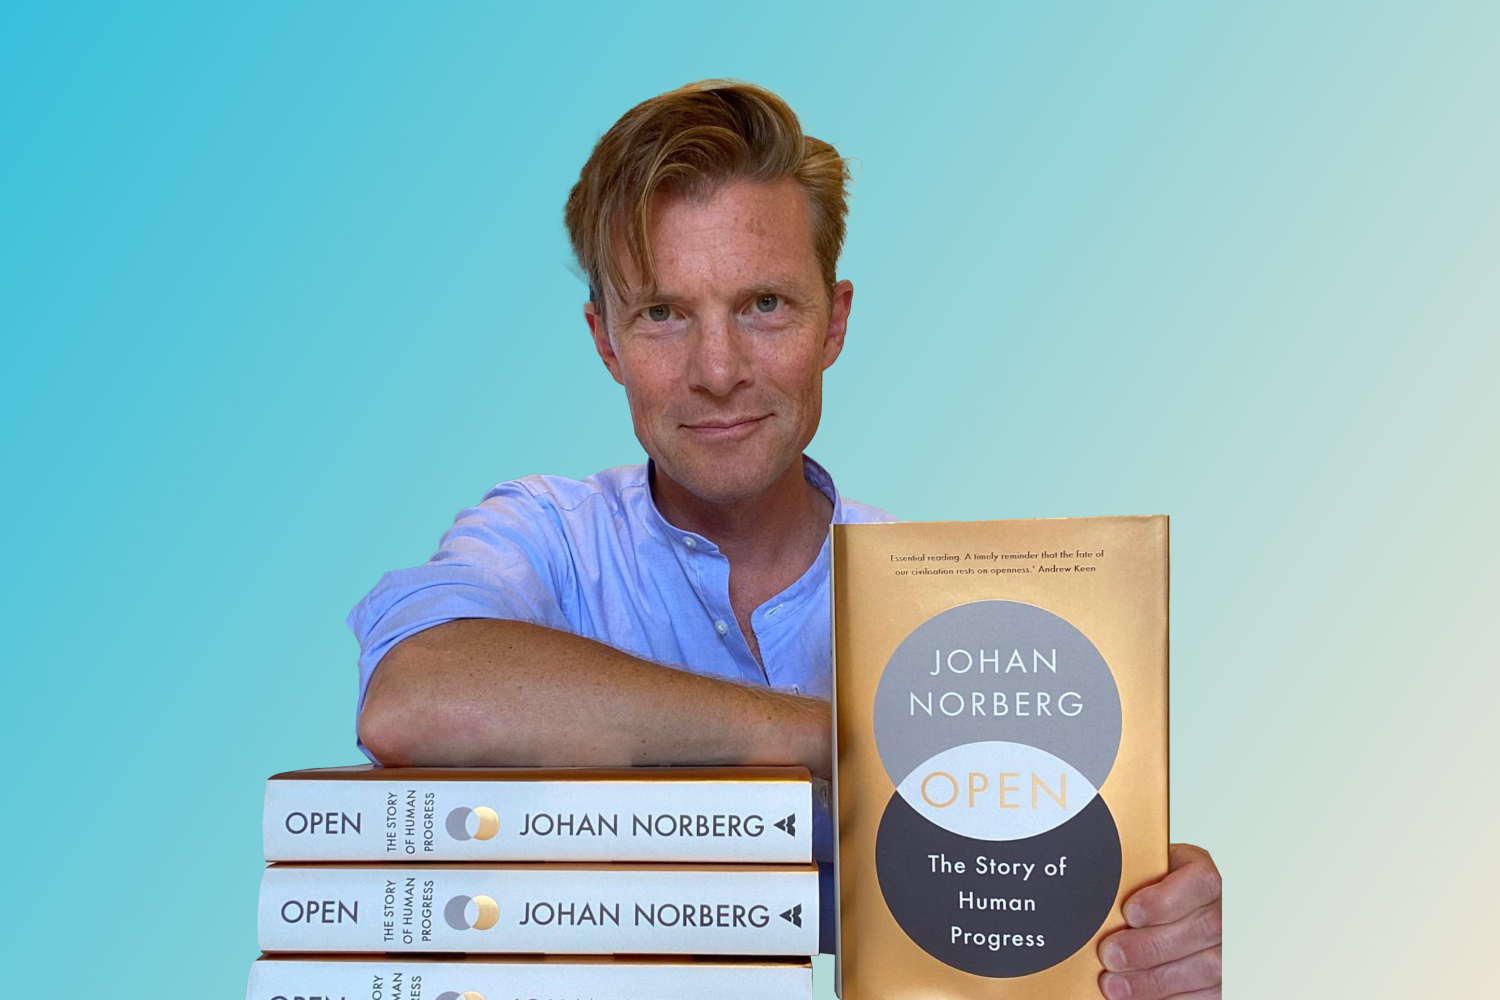 Essential reading. A timely reminder that the fate of
our civilisation rests on openness.' Andrew Keen
JOHAN
NORBERG
OPEN
The Story of
Human
Progress
OPEN
THE STORY
OF HUMAN
PROGRESS
JOHAN NORBERG
OPEN
THE STORY
OF HUMAN
PROGRESS
JOHAN NORBERG
OPEN